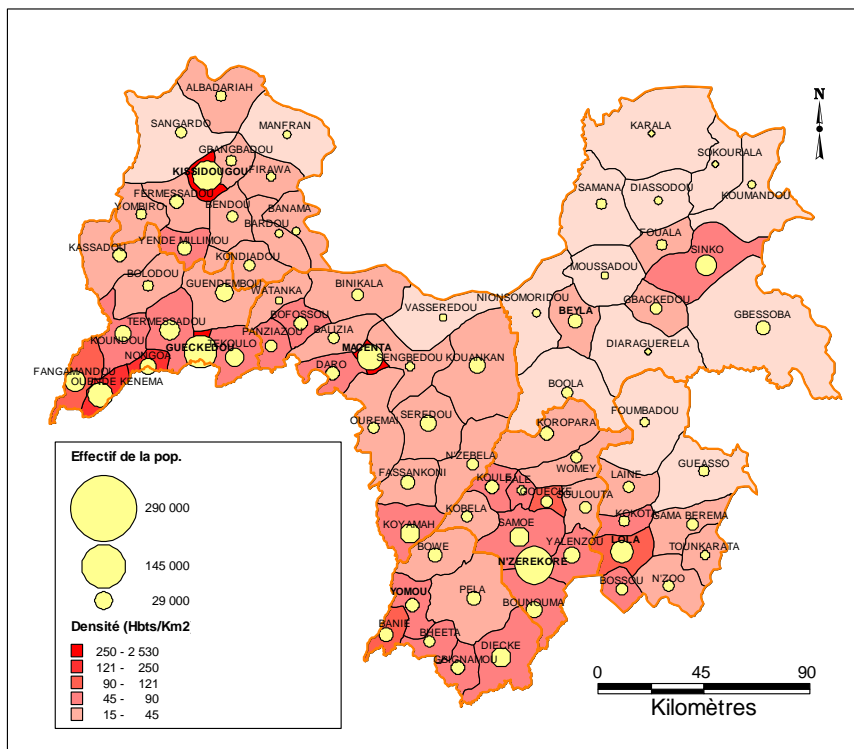 ALBADARIAH
SANGARDO
MANFRAN
GBANGBADOU
KISSIDOUGOU
FIRAWA
FERMESSADOU
YOMBIRO
BENDOU
BANAMA
BARDOU
KASSADOU
YENDE MILLIMOU
KONDIADOU
BOLODOU
GUENDEMBOU
WATANKA
BINIKALA
VASSEREDOU
TERMESSADOU
KOUNDOU
BOFOSSOU
PANZIAZOU
BALIZIA
NONGOA
GUECKEDOU
TEKOULO
MACENTA
SENGBEDOU
KOUANKAN
FANGAMANDOU
OUENDE KENEMA
DARO
N
KARALA
SOKOURALA
KOUMANDOU
SAMANA
DIASSODOU
FOUALA
SINKO
MOUSSADOU
NIONSOMORIDOU
BEYLA
GBACKEDOU
GBESSOBA
DIARAGUERELA
BOOLA
FOUMBADOU
OUREMAI
SEREDOU
KOROPARA
N'ZEBELA
WOMEY
GUEASSO
FASSANKONI
KOULE
PALE
GOUECKE
SOULOUTA
LAINE
KOBELA
KOKOTA
GAMA BEREMA
KOYAMAH
SAMOE
LOLA
TOUNKARATA
BOWE
N'ZEREKORE
YALENZOU
BOSSOU
N'ZOO
YOMOU
PELA
BOUNOUMA
BANIE
BHEETA
DIECKE
GBIGNAMOU
Effectif de la pop.
290 000
145 000
29 000
Densité (Hbts/Km2
250 - 2 530
121 - 250
90 - 121
45 - 90
15 - 45
0 45 90
Kilomètres